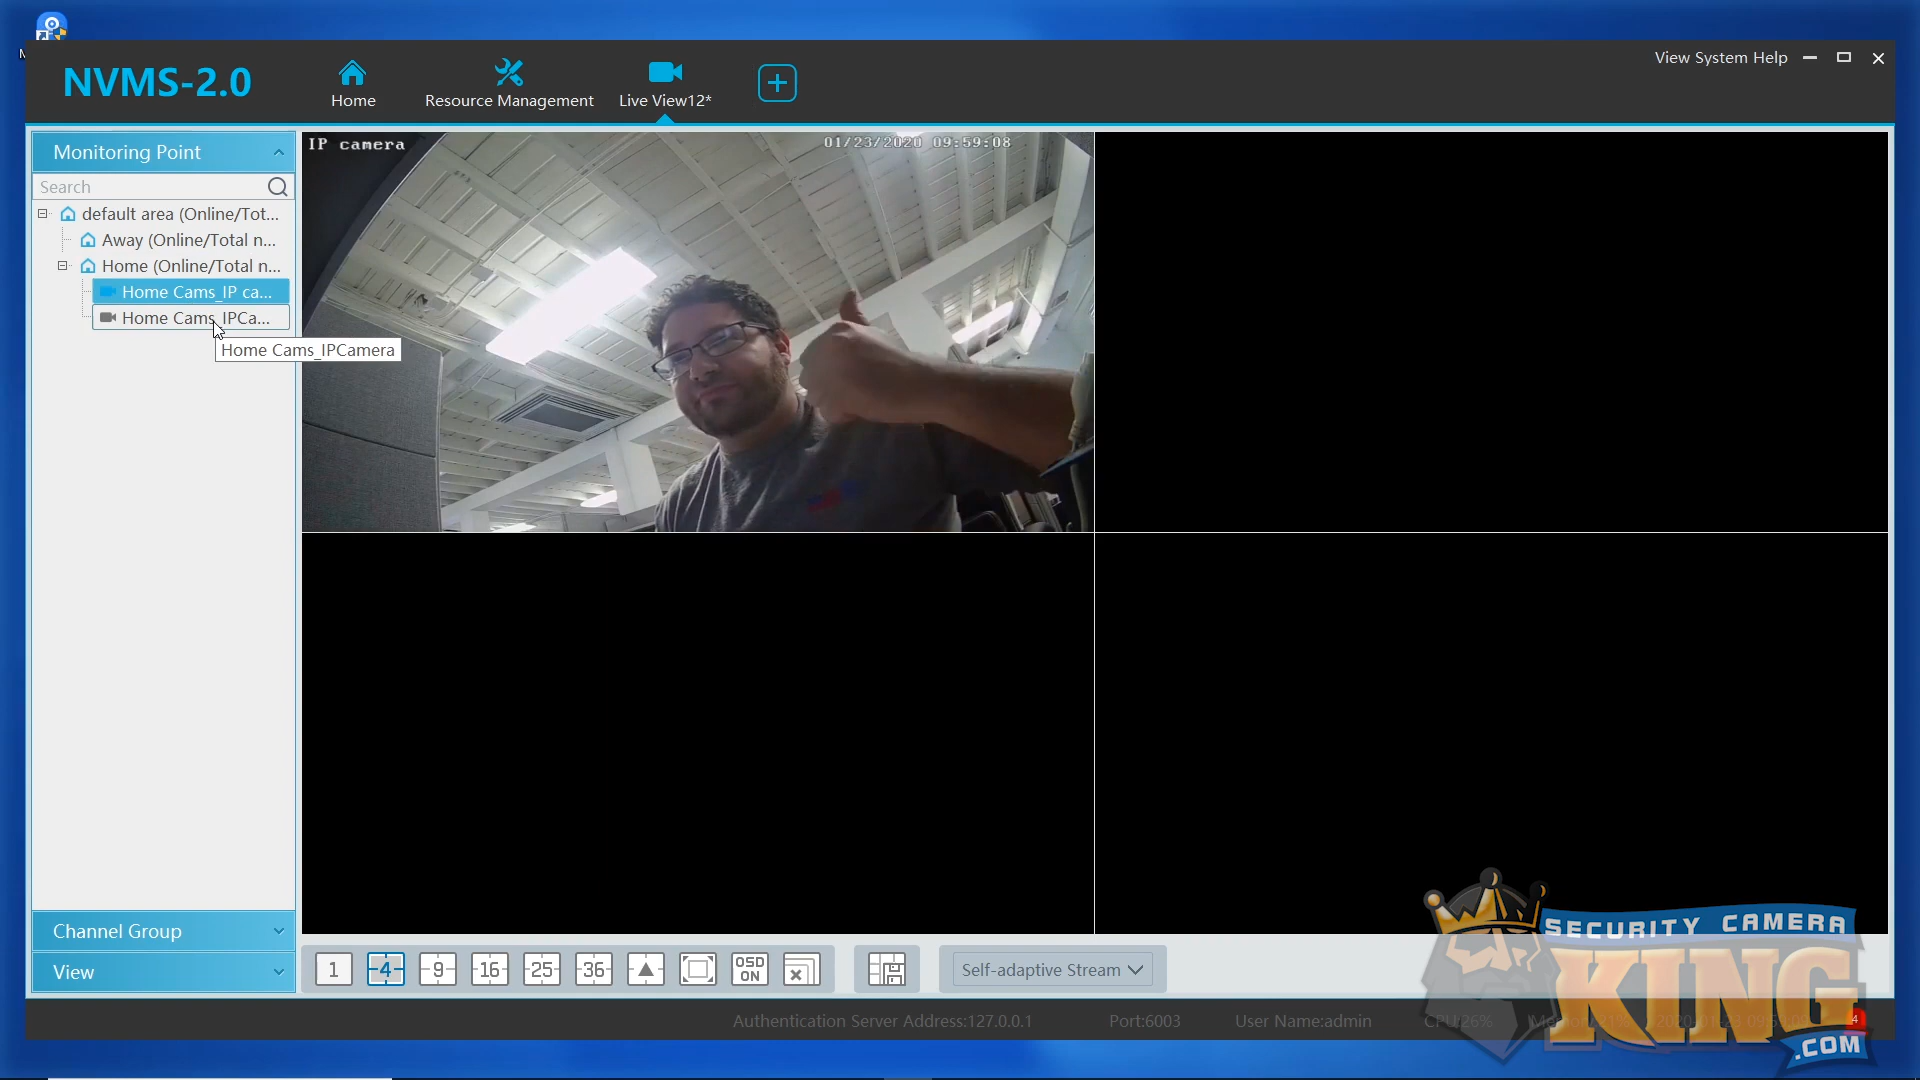 View System Help
NVMS-2.0
Home
Resource Management
Live View12*
Monitoring Point
Search
default area (Online/Tot...
Away (Online/Total n...
Home (Online/Total n...
Home Cams_IP ca...
Home Cams_IPCa...
Home Cams_IPCamera
IP camera
01/23/2020 09:59:08
Channel Group
View
1
4
9
16
25
36
OSD
ON
Self-adaptive Stream
SECURITY CAMERA
KING
.COM
Authentication Server Address:127.0.0.1
Port:6003
User Name:admin
CPU:26%
4